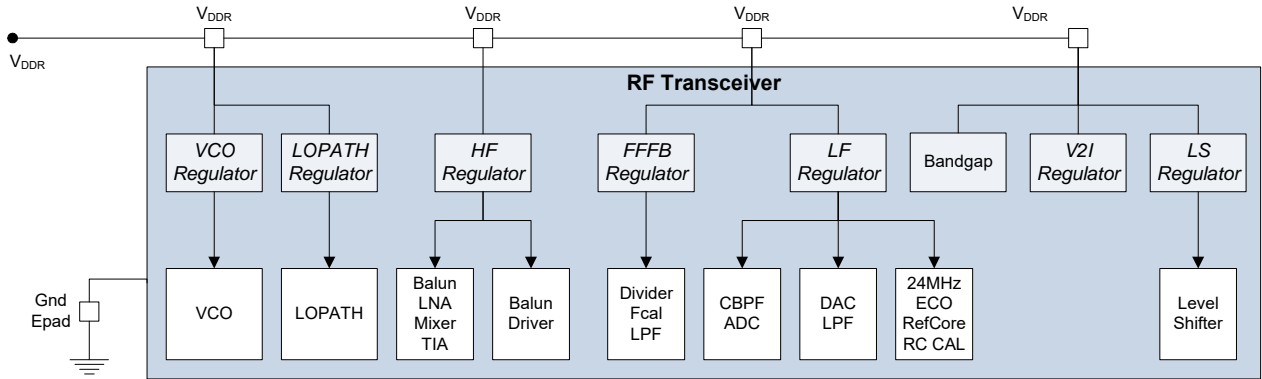 VDDR VDDR VDDR VDDR
VDDR
RF Transceiver
VCO
Regulator
LOPATH
Regulator
HF
Regulator
FFFB
Regulator
LF
Regulator
Bandgap
V2I
Regulator
LS
Regulator
Gnd
Epad
VCO
LOPATH
Balun
LNA
Mixer
TIA
Balun
Driver
Divider
Fcal
LPF
CBPF
ADC
DAC
LPF
24MHz
ECO
RefCore
RC CAL
Level
Shifter